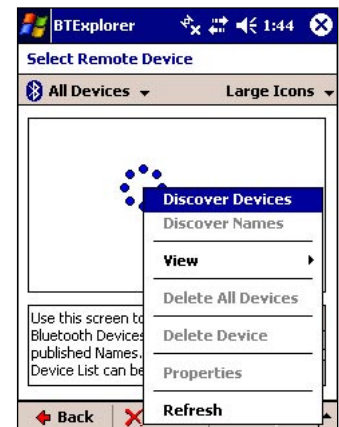 BTExplorer 1:44
Select Remote Device
All Devices Large Icons
Discover Devices
Discover Names
View
Delete All Devices
Delete Device
Properties
Refresh
Use this screen to
Bluetooth Devices
published Names.
Device List can be
Back